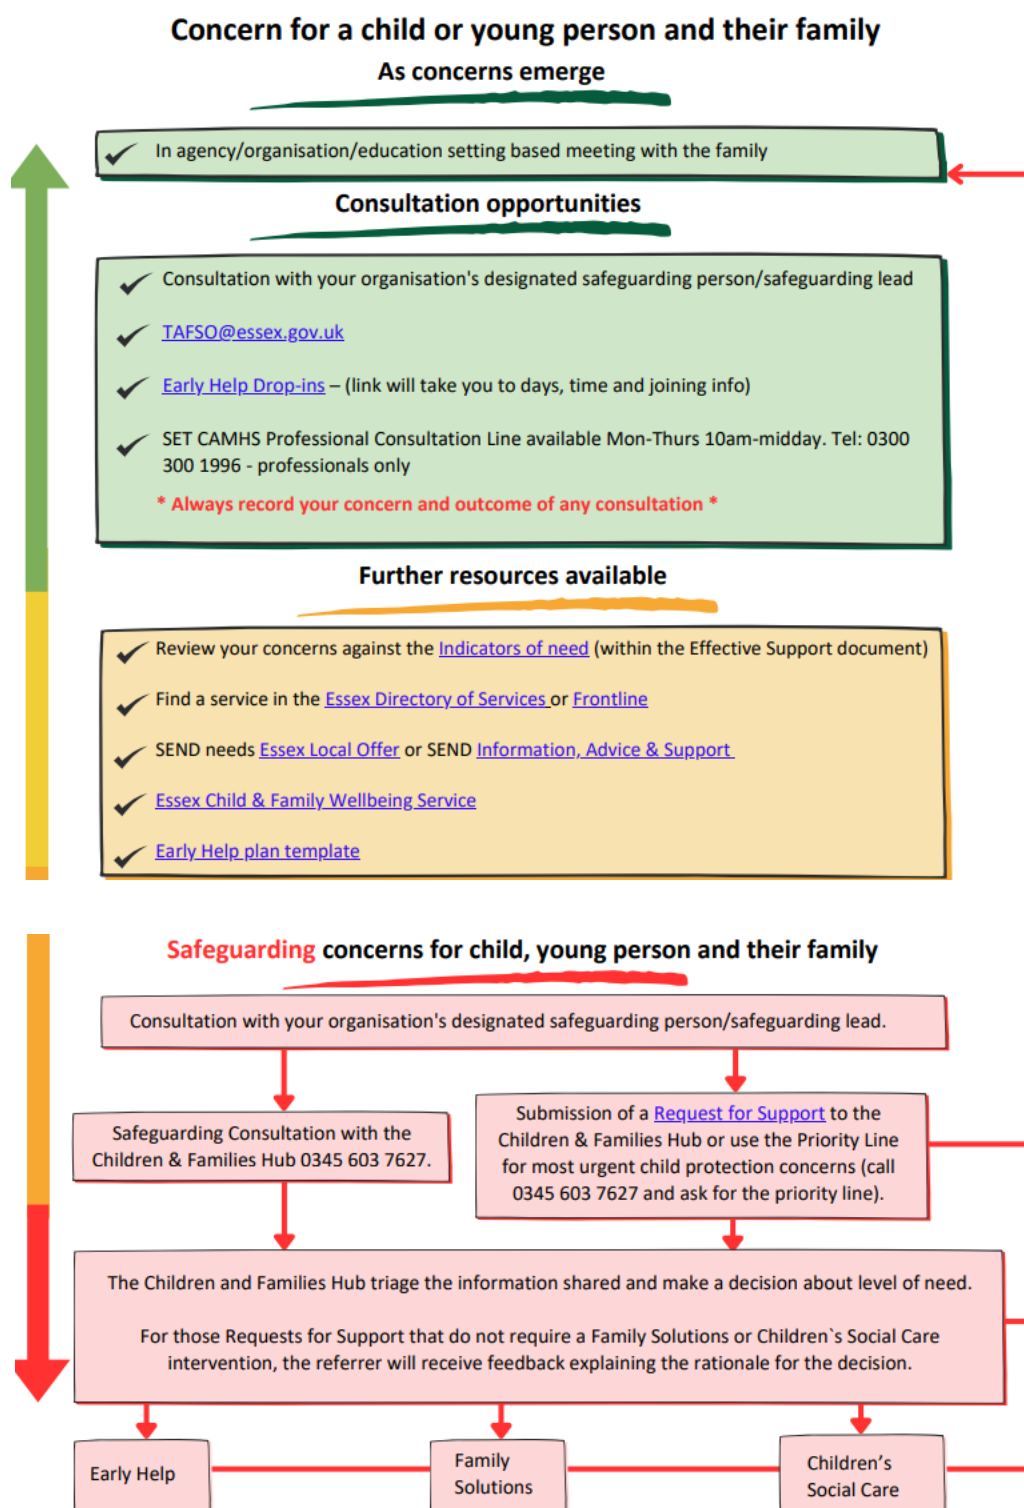 Concern for a child or young person and their family
As concerns emerge
In agency/organisation/education setting based meeting with the family
Consultation opportunities
Consultation with your organisation's designated safeguarding person/safeguarding lead
TAFSO@essex.gov.uk
Early Help Drop-ins – (link will take you to days, time and joining info)
SET CAMHS Professional Consultation Line available Mon-Thurs 10am-midday. Tel: 0300
300 1996 - professionals only
* Always record your concern and outcome of any consultation *
Further resources available
Review your concerns against the Indicators of need (within the Effective Support document)
Find a service in the Essex Directory of Services or Frontline
SEND needs Essex Local Offer or SEND Information, Advice & Support
Essex Child & Family Wellbeing Service
Early Help plan template
Safeguarding concerns for child, young person and their family
Consultation with your organisation's designated safeguarding person/safeguarding lead.
Safeguarding Consultation with the
Children & Families Hub 0345 603 7627.
Submission of a Request for Support to the
Children & Families Hub or use the Priority Line
for most urgent child protection concerns (call
0345 603 7627 and ask for the priority line).
The Children and Families Hub triage the information shared and make a decision about level of need.
For those Requests for Support that do not require a Family Solutions or Children`s Social Care
intervention, the referrer will receive feedback explaining the rationale for the decision.
Early Help
Family
Solutions
Children's
Social Care